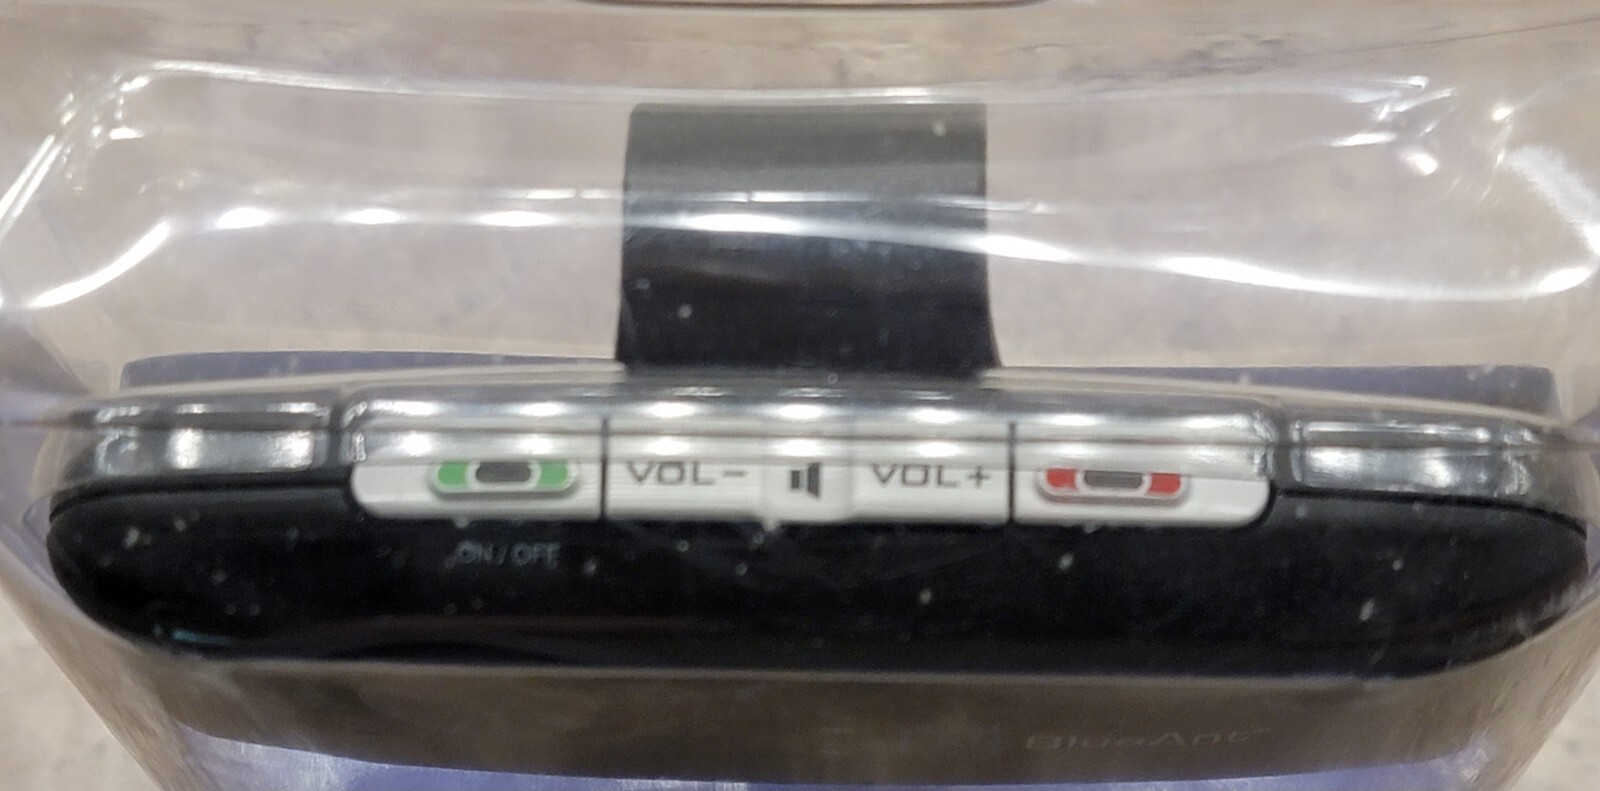 VOL- VOL+
ON / OFF
BlueAnt